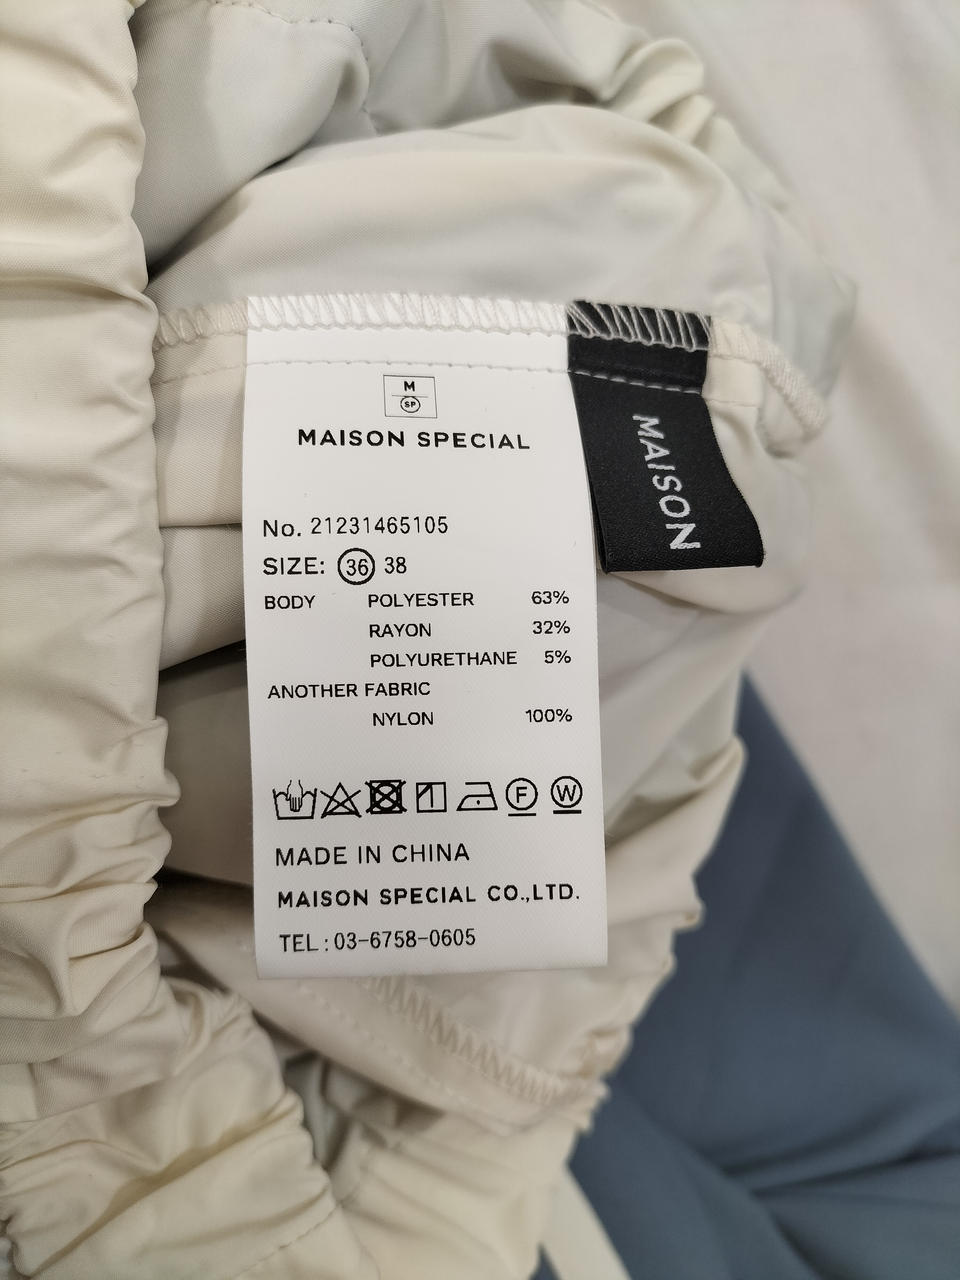 M
SP
MAISON SPECIAL
No. 21231465105
SIZE: 36 38
BODY POLYESTER 63%
RAYON 32%
POLYURETHANE 5%
ANOTHER FABRIC
NYLON 100%
F W
MADE IN CHINA
MAISON SPECIAL CO.,LTD.
TEL:03-6758-0605
MAISON